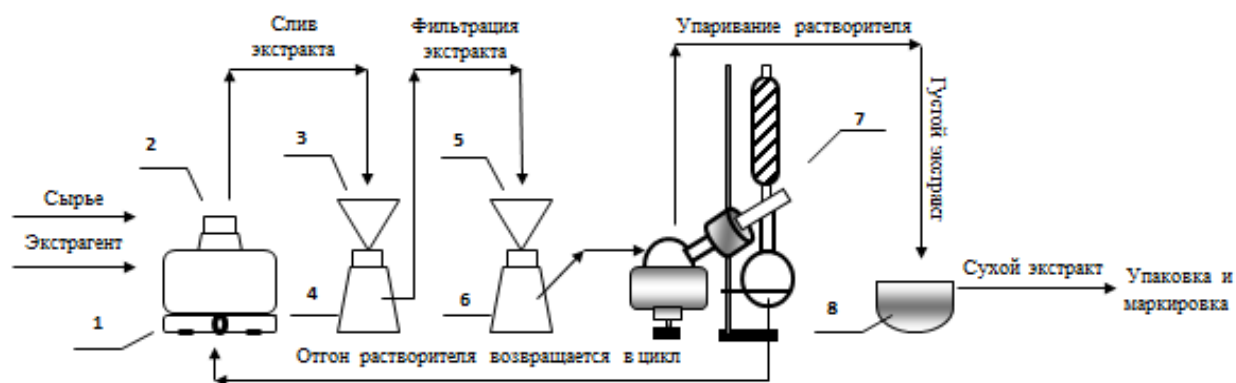 Слив
экстракта
Фильтрация
экстракта
Упаривание растворителя
Густой экстракт
2
3
5
7
Сырье
Экстрагент
Сухой экстракт
Упаковка и
маркировка
1
4
6
8
Отгон растворителя возвращается в цикл